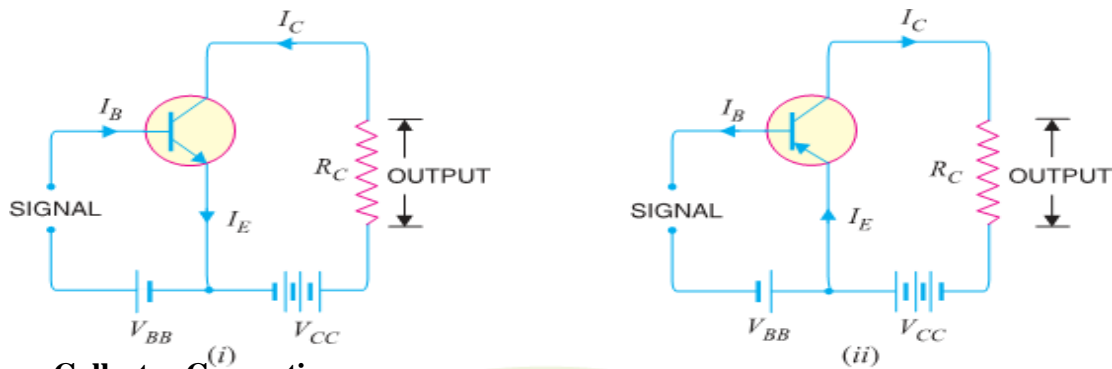 I_C
I_B
R_C
OUTPUT
SIGNAL
I_E
V_BB
V_CC
(i)
I_C
I_B
R_C
OUTPUT
SIGNAL
I_E
V_BB
V_CC
(ii)